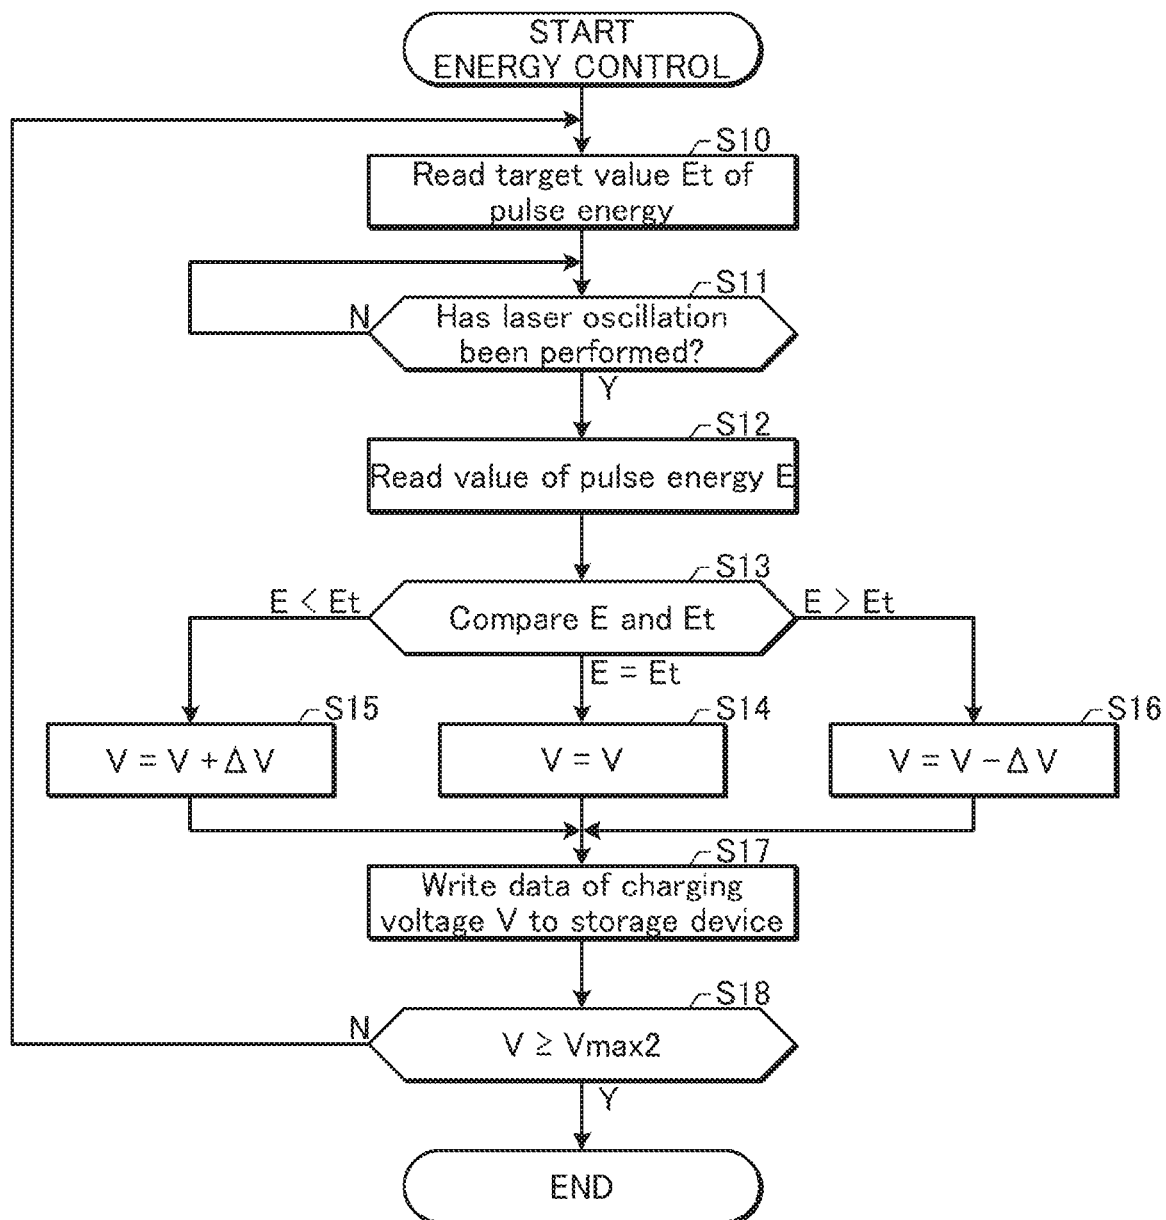 START
ENERGY CONTROL
S10
Read target value Et of
pulse energy
S11
N
Has laser oscillation
been performed?
Y
S12
Read value of pulse energy E
S13
E < Et
Compare E and Et
E > Et
E = Et
S15
S14
S16
V = V + Δ V
V = V
V = V − Δ V
S17
Write data of charging
voltage V to storage device
S18
N
V ≥ Vmax2
Y
END